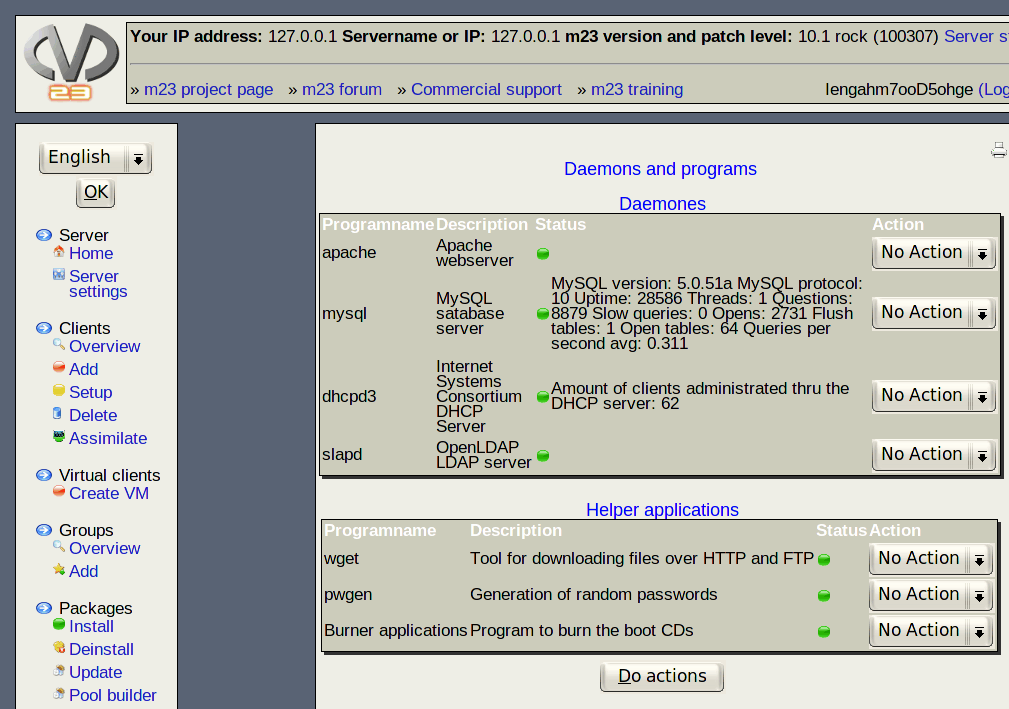 23
Your IP address: 127.0.0.1 Servername or IP: 127.0.0.1 m23 version and patch level: 10.1 rock (100307) Server s
» m23 project page » m23 forum » Commercial support » m23 training Iengahm7ooD5ohge (Log
English
OK
Server
Home
Server
settings
Clients
Overview
Add
Setup
Delete
Assimilate
Virtual clients
Create VM
Groups
Overview
Add
Packages
Install
Deinstall
Update
Pool builder
Daemons and programs
Daemones
Programname Description Status Action
apache
Apache
webserver
No Action
mysql
MySQL
satabase
server
MySQL version: 5.0.51a MySQL protocol:
10 Uptime: 28586 Threads: 1 Questions:
8879 Slow queries: 0 Opens: 2731 Flush
tables: 1 Open tables: 64 Queries per
second avg: 0.311
No Action
dhcpd3
Internet
Systems
Consortium
DHCP
Server
Amount of clients administrated thru the
DHCP server: 62
No Action
slapd
OpenLDAP
LDAP server
No Action
Helper applications
Programname Description Status Action
wget Tool for downloading files over HTTP and FTP No Action
pwgen Generation of random passwords No Action
Burner applications Program to burn the boot CDs No Action
Do actions